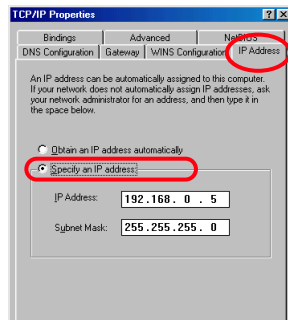 TCP/IP Properties
Bindings Advanced NetBIOS
DNS Configuration Gateway WINS Configuration IP Address
An IP address can be automatically assigned to this computer.
If your network does not automatically assign IP addresses, ask
your network administrator for an address, and then type it in
the space below.
Obtain an IP address automatically
Specify an IP address:
IP Address: 192.168. 0 . 5
Subnet Mask: 255.255.255. 0